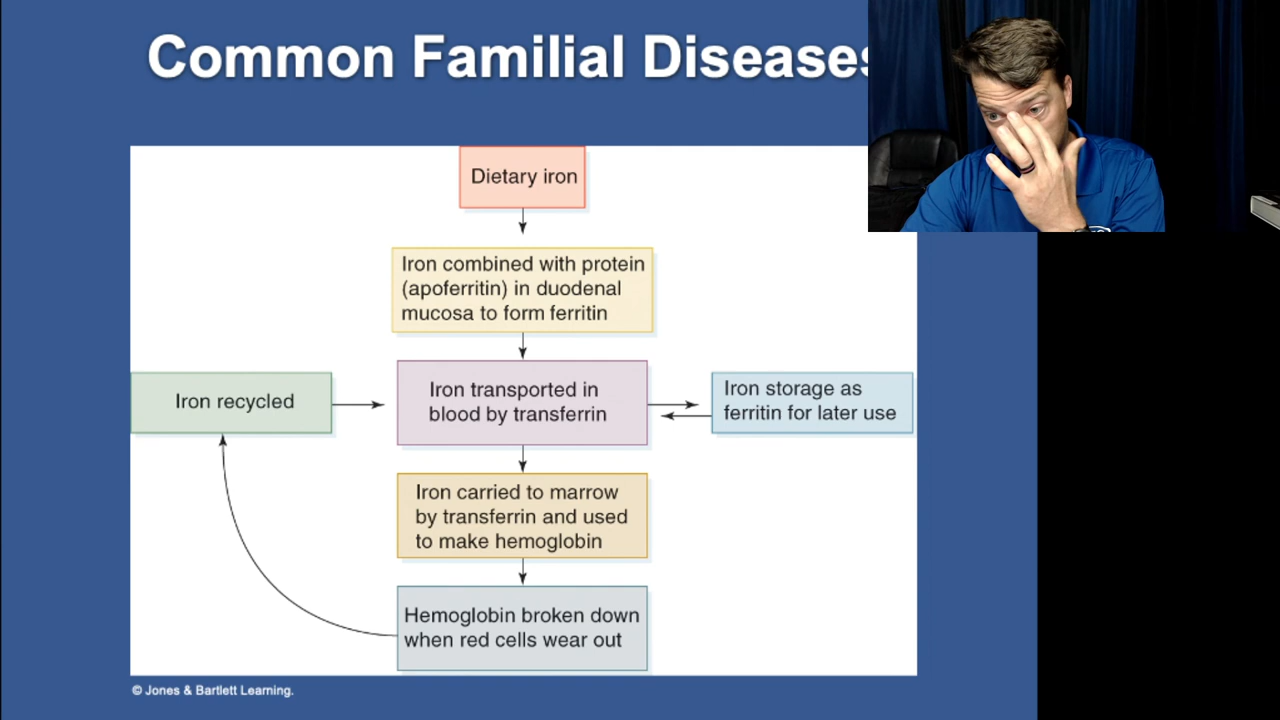 Common Familial Diseases
Dietary iron
Iron combined with protein
(apoferritin) in duodenal
mucosa to form ferritin
Iron recycled
Iron transported in
blood by transferrin
Iron storage as
ferritin for later use
Iron carried to marrow
by transferrin and used
to make hemoglobin
Hemoglobin broken down
when red cells wear out
© Jones & Bartlett Learning.